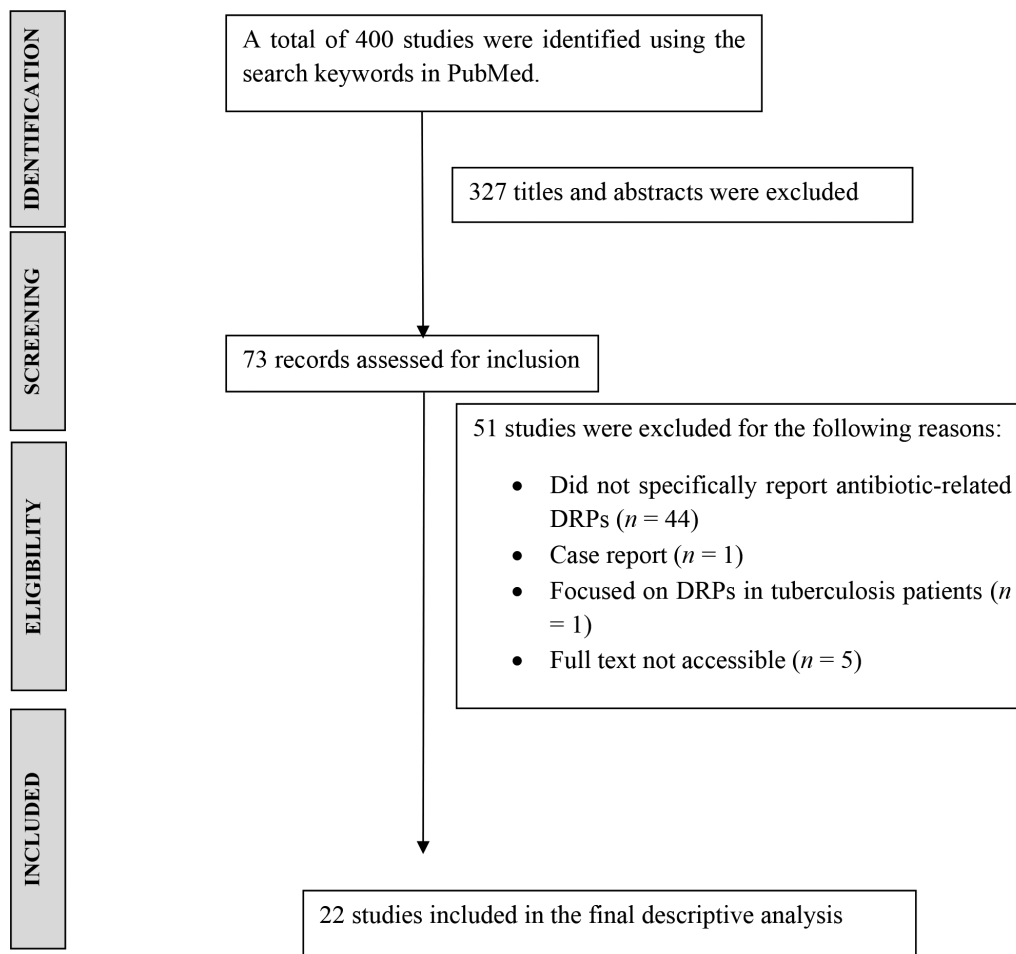 IDENTIFICATION
A total of 400 studies were identified using the
search keywords in PubMed.
327 titles and abstracts were excluded
SCREENING
73 records assessed for inclusion
51 studies were excluded for the following reasons:
• Did not specifically report antibiotic-related
DRPs (n = 44)
• Case report (n = 1)
• Focused on DRPs in tuberculosis patients (n
= 1)
• Full text not accessible (n = 5)
ELIGIBILITY
INCLUDED
22 studies included in the final descriptive analysis